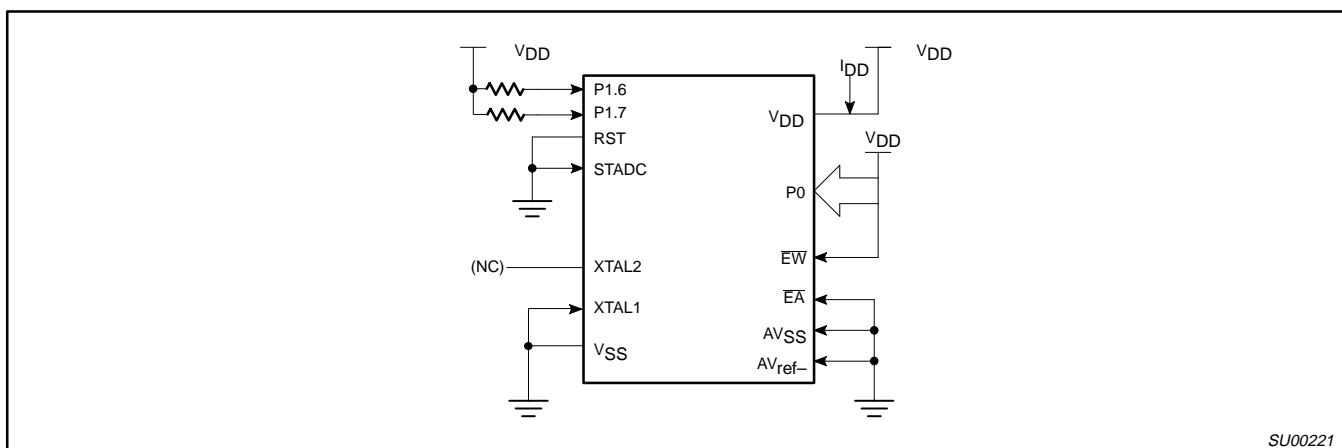 VDD
P1.6
P1.7
RST
STADC
(NC)
XTAL2
XTAL1
VSS
IDD
VDD
VDD
VDD
P0
EW
EA
AVSS
AVref–
SU00221